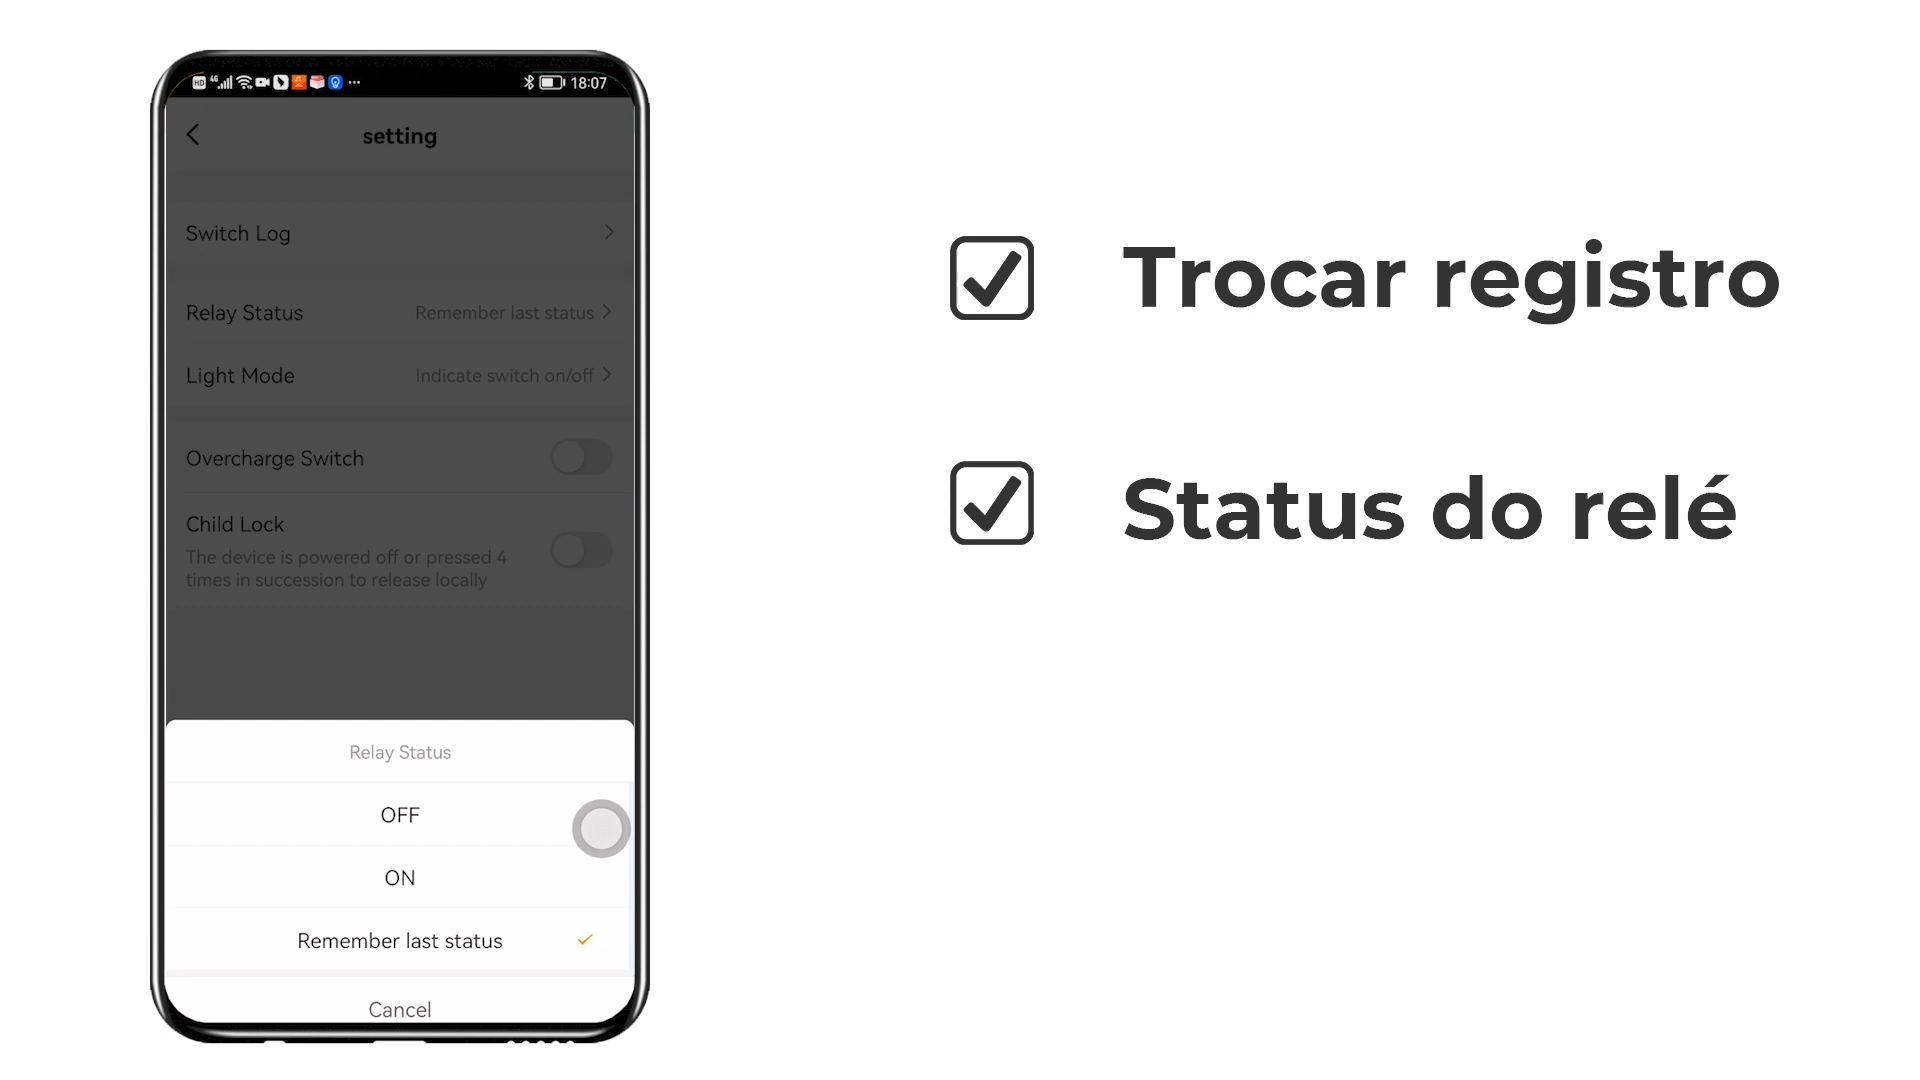 HD 4G 18:07
setting
Switch Log
Relay Status Remember last status
Light Mode Indicate switch on/off
Overcharge Switch
Child Lock
The device is powered off or pressed 4
times in succession to release locally
Relay Status
OFF
ON
Remember last status
Cancel
Trocar registro
Status do relé